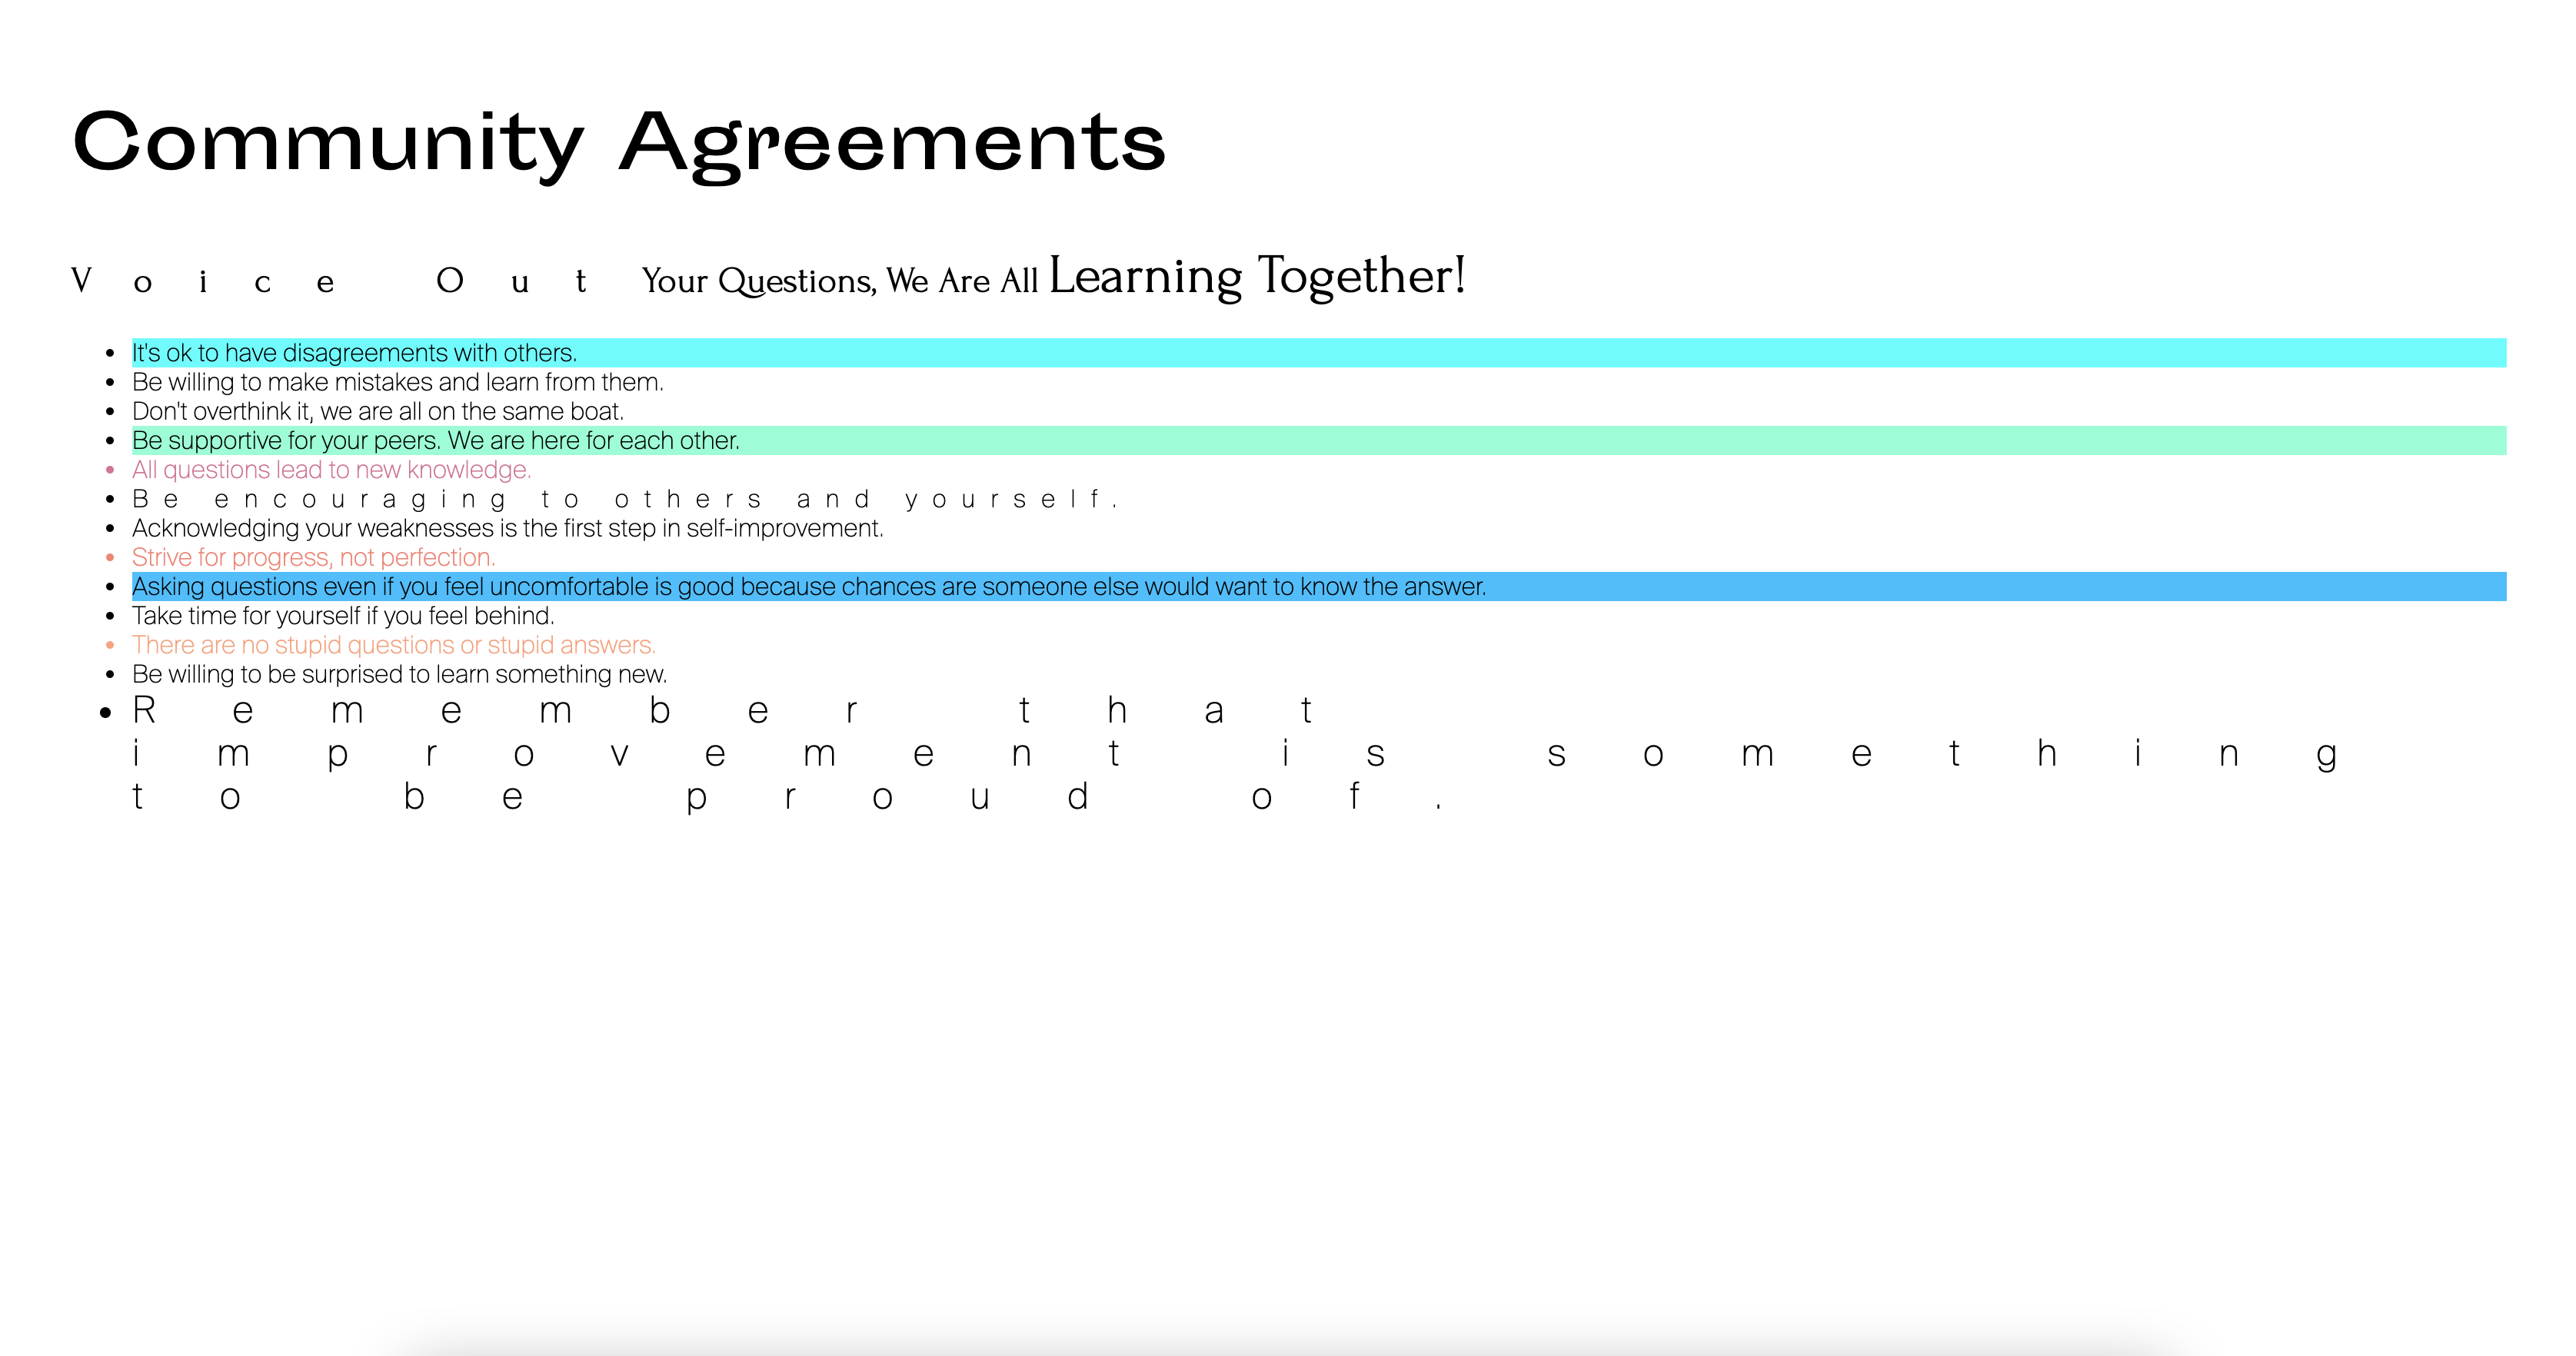 Community Agreements
Voice Out Your Questions, We Are All Learning Together!
It's ok to have disagreements with others.
Be willing to make mistakes and learn from them.
Don't overthink it, we are all on the same boat.
Be supportive for your peers. We are here for each other.
All questions lead to new knowledge.
Be encouraging to others and yourself.
Acknowledging your weaknesses is the first step in self-improvement.
Strive for progress, not perfection.
Asking questions even if you feel uncomfortable is good because chances are someone else would want to know the answer.
Take time for yourself if you feel behind.
There are no stupid questions or stupid answers.
Be willing to be surprised to learn something new.
Remember that
improvement is something
to be proud of.